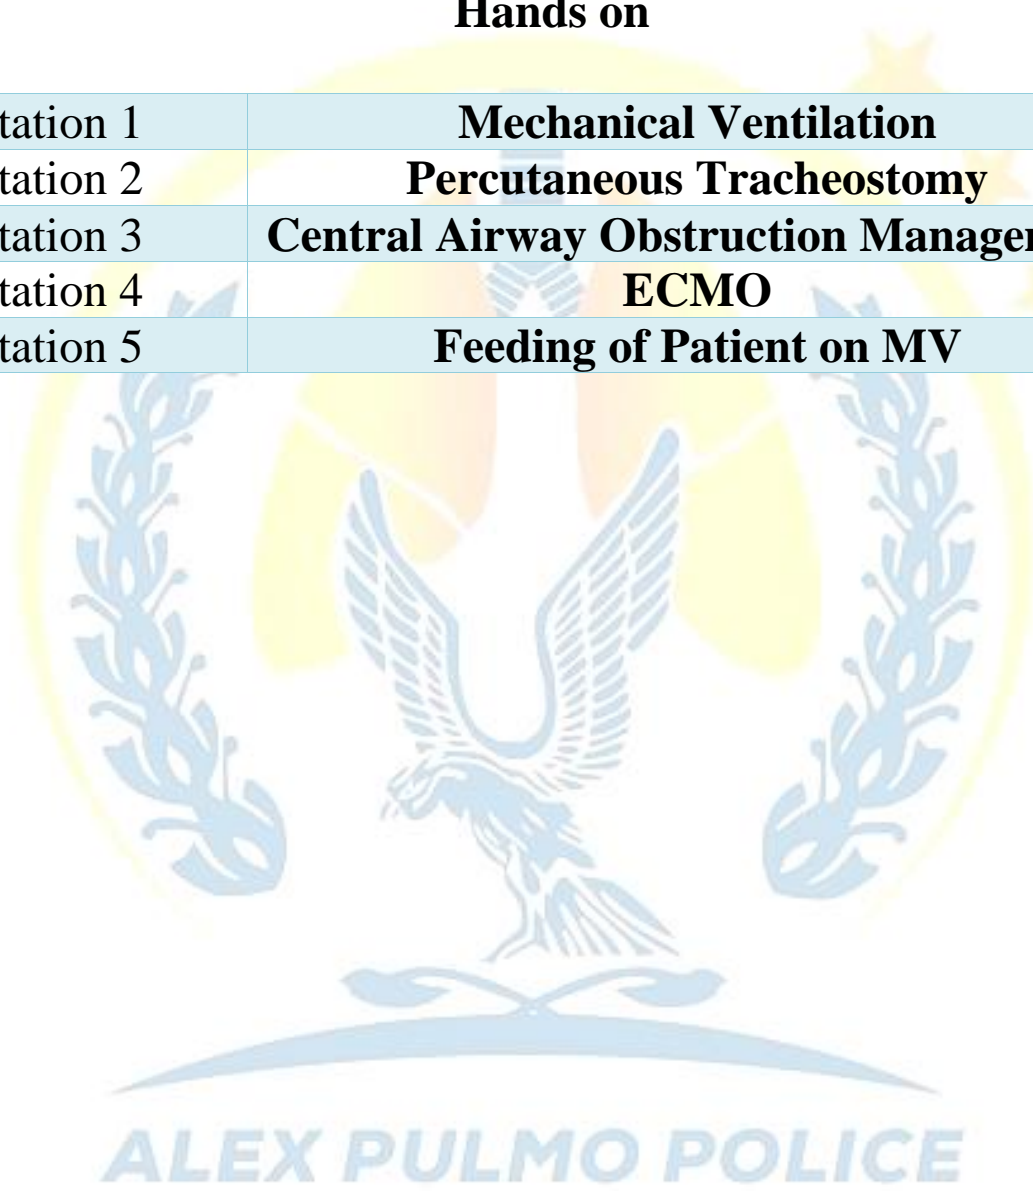 Hands on
tation 1 Mechanical Ventilation
tation 2 Percutaneous Tracheostomy
tation 3 Central Airway Obstruction Manage
tation 4 ECMO
tation 5 Feeding of Patient on MV
ALEX PULMO POLICE